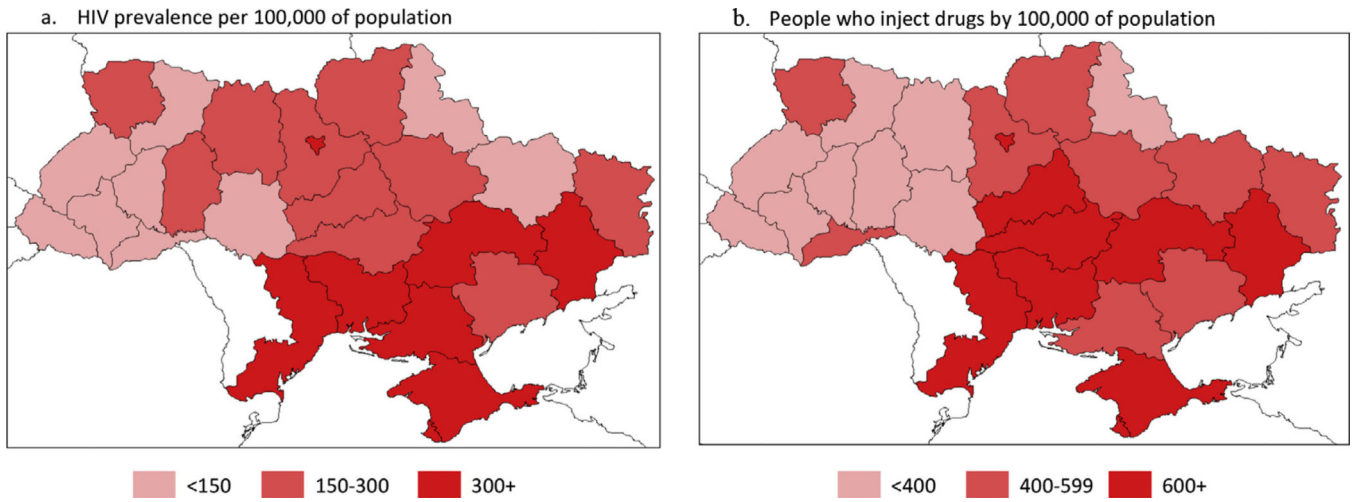 a. HIV prevalence per 100,000 of population
b. People who inject drugs by 100,000 of population
<150 150-300 300+
<400 400-599 600+